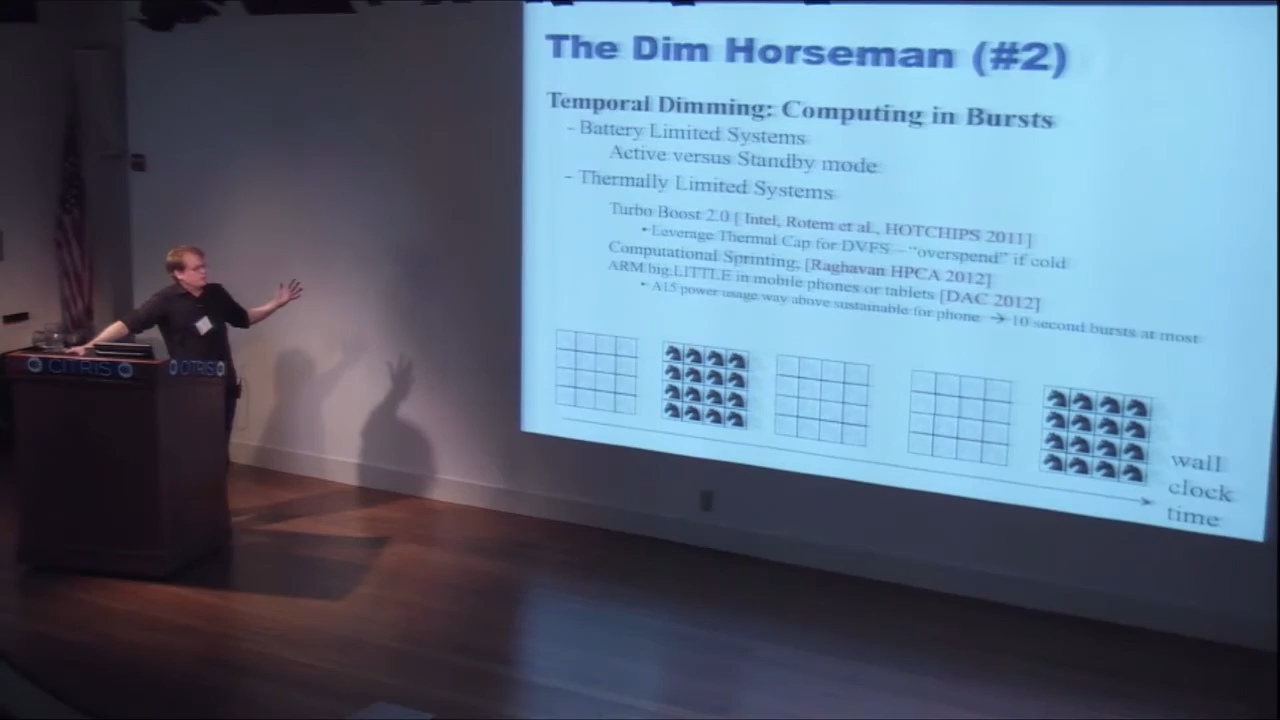 The Dim Horseman (#2)
Temporal Dimming: Computing in Bursts
- Battery Limited Systems
Active versus Standby mode
- Thermally Limited Systems
Turbo Boost 2.0 [ Intel, Rotem et al., HOTCHIPS 2011]
•Leverage Thermal Cap for DVFS – "overspend" if cold
Computational Sprinting, [Raghavan HPCA 2012]
ARM big.LITTLE in mobile phones or tablets [DAC 2012]
•A15 power usage way above sustainable for phone → 10 second bursts at most
wall
clock
time
CITRIS
CITRIS